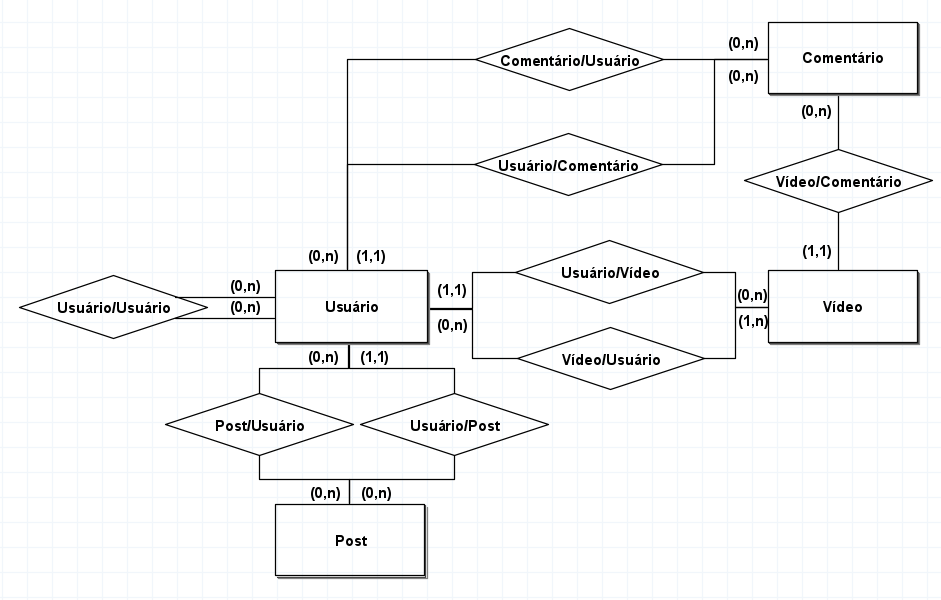 (0,n)
Comentário/Usuário
Comentário
(0,n)
(0,n)
Usuário/Comentário
Vídeo/Comentário
(0,n) (1,1)
(1,1)
Usuário/Vídeo
(0,n)
(1,1)
(0,n)
Usuário/Usuário
(0,n)
Usuário
Vídeo
(0,n)
(1,n)
(0,n) (1,1)
Vídeo/Usuário
Post/Usuário
Usuário/Post
(0,n) (0,n)
Post